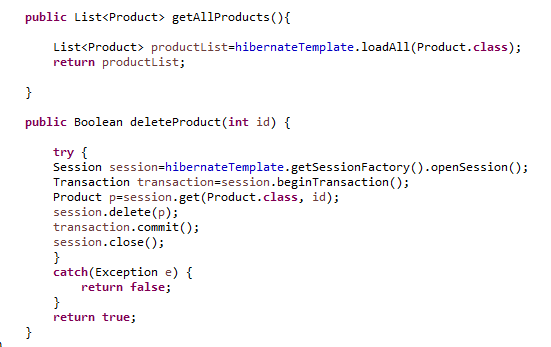 public List<Product> getAllProducts(){
List<Product> productList=hibernateTemplate.loadAll(Product.class);
return productList;
}
public Boolean deleteProduct(int id) {
try {
Session session=hibernateTemplate.getSessionFactory().openSession();
Transaction transaction=session.beginTransaction();
Product p=session.get(Product.class, id);
session.delete(p);
transaction.commit();
session.close();
}
catch(Exception e) {
return false;
}
return true;
}